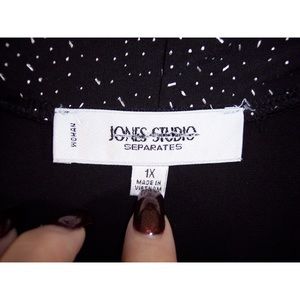 WOMAN
JONES STUDIO
SEPARATES
1X
MADE IN
VIETNAM